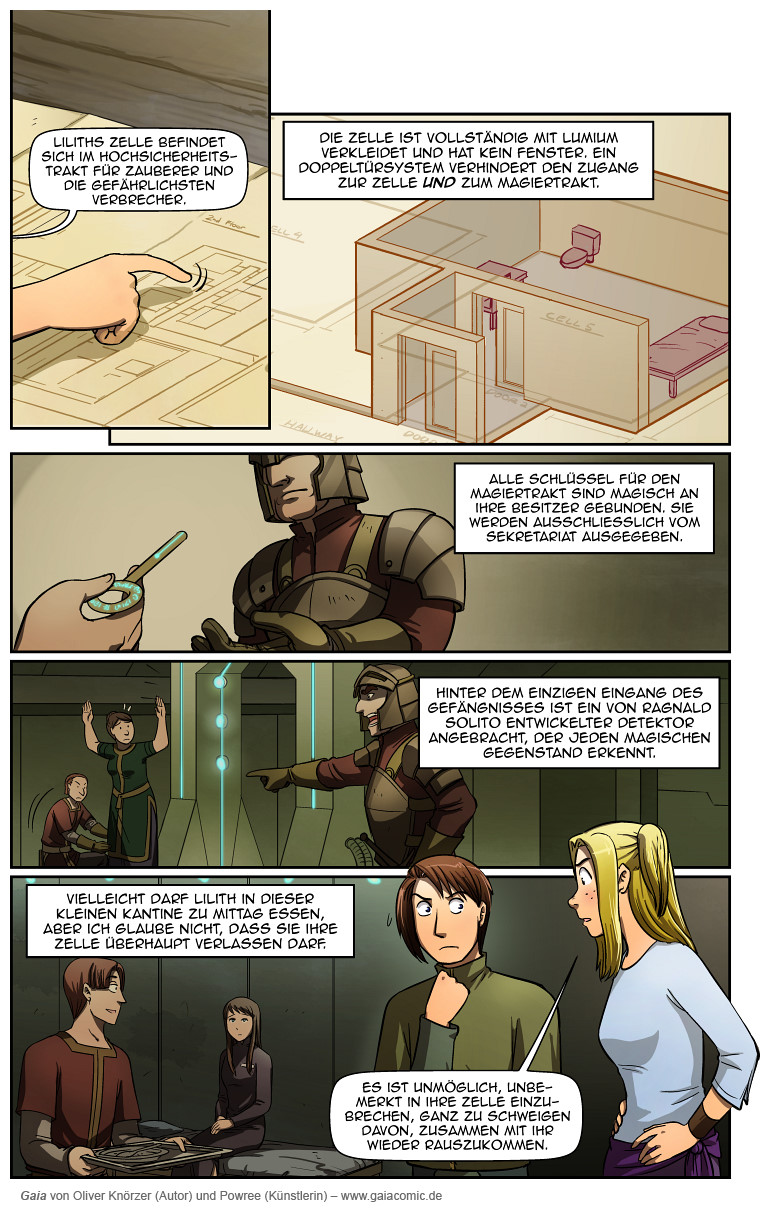 LILITHS ZELLE BEFINDET
SICH IM HOCHSICHERHEITS-
TRAKT FÜR ZAUBERER UND
DIE GEFÄHRLICHSTEN
VERBRECHER.
2nd Floor
CELL 4
DIE ZELLE IST VOLLSTÄNDIG MIT LUMIUM
VERKLEIDET UND HAT KEIN FENSTER. EIN
DOPPELTÜRSYSTEM VERHINDERT DEN ZUGANG
ZUR ZELLE UND ZUM MAGIERTRAKT.
CELL 5
DOOR 2
HALLWAY
ALLE SCHLÜSSEL FÜR DEN
MAGIERTRAKT SIND MAGISCH AN
IHRE BESITZER GEBUNDEN. SIE
WERDEN AUSSCHLIESSLICH VOM
SEKRETARIAT AUSGEGEBEN.
HINTER DEM EINZIGEN EINGANG DES
GEFÄNGNISSES IST EIN VON RAGNALD
SOLITO ENTWICKELTER DETEKTOR
ANGEBRACHT, DER JEDEN MAGISCHEN
GEGENSTAND ERKENNT.
VIELLEICHT DARF LILITH IN DIESER
KLEINEN KANTINE ZU MITTAG ESSEN,
ABER ICH GLAUBE NICHT, DASS SIE IHRE
ZELLE ÜBERHAUPT VERLASSEN DARF.
ES IST UNMÖGLICH, UNBE-
MERKT IN IHRE ZELLE EINZU-
BRECHEN, GANZ ZU SCHWEIGEN
DAVON, ZUSAMMEN MIT IHR
WIEDER RAUSZUKOMMEN.
Gaia von Oliver Knörzer (Autor) und Powree (Künstlerin) – www.gaiacomic.de